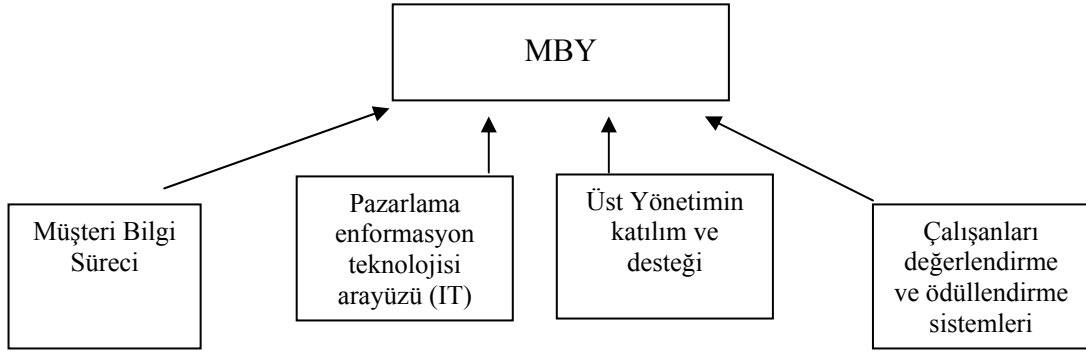 MBY
Müşteri Bilgi
Süreci
Pazarlama
enformasyon
teknolojisi
arayüzü (IT)
Üst Yönetimin
katılım ve
desteği
Çalışanları
değerlendirme
ve ödüllendirme
sistemleri